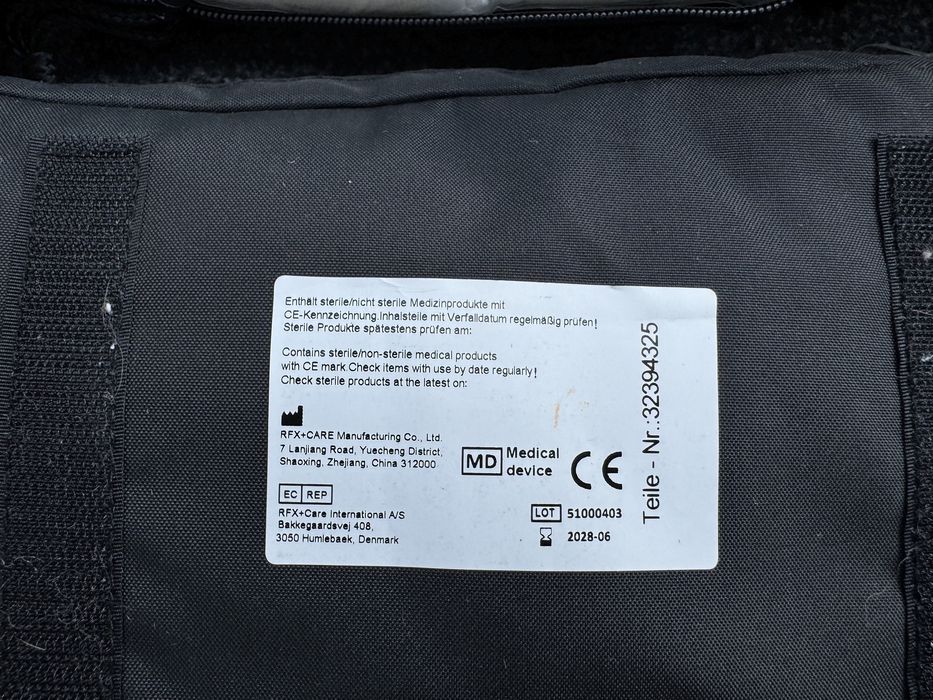 Enthält sterile/nicht sterile Medizinprodukte mit
CE-Kennzeichnung.Inhalsteile mit Verfalldatum regelmäßig prüfen!
Sterile Produkte spätestens prüfen am:
Contains sterile/non-sterile medical products
with CE mark.Check items with use by date regularly!
Check sterile products at the latest on:
RFX+CARE Manufacturing Co., Ltd.
7 Lanjiang Road, Yuecheng District,
Shaoxing, Zhejiang, China 312000
EC REP
RFX+Care International A/S
Bakkegaardsvej 408,
3050 Humlebaek, Denmark
MD Medical
device
CE
LOT 51000403
2028-06
Teile - Nr.:32394325